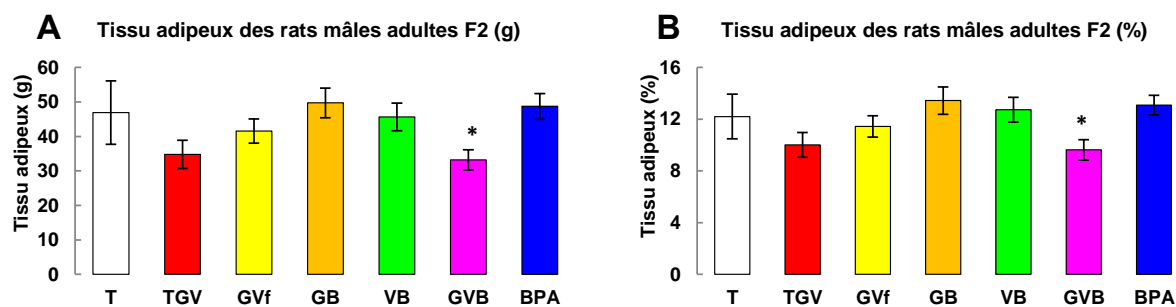 A Tissu adipeux des rats mâles adultes F2 (g)
Tissu adipeux (g)
60
50
40
30
20
10
0
*
T TGV GVf GB VB GVB BPA
B Tissu adipeux des rats mâles adultes F2 (%)
Tissu adipeux (%)
16
12
8
4
0
*
T TGV GVf GB VB GVB BPA